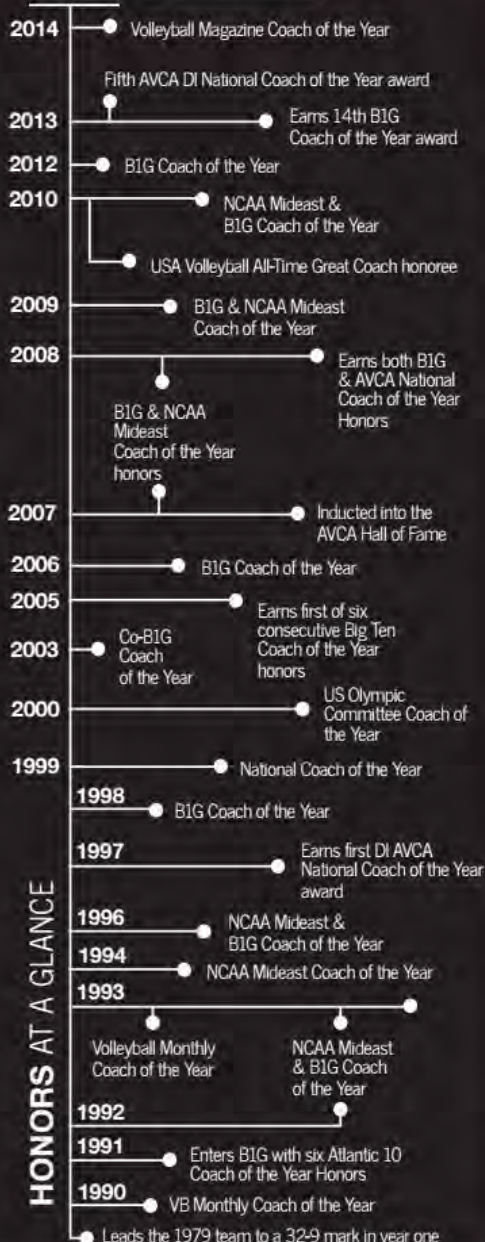 2014
Volleyball Magazine Coach of the Year
Fifth AVCA DI National Coach of the Year award
2013
Earns 14th B1G
Coach of the Year award
2012
B1G Coach of the Year
2010
NCAA Mideast &
B1G Coach of the Year
USA Volleyball All-Time Great Coach honoree
2009
B1G & NCAA Mideast
Coach of the Year
2008
Earns both B1G
& AVCA National
Coach of the Year
Honors
B1G & NCAA
Mideast
Coach of the Year
honors
2007
Inducted into the
AVCA Hall of Fame
2006
B1G Coach of the Year
2005
Earns first of six
consecutive Big Ten
Coach of the Year
honors
2003
Co-B1G
Coach
of the Year
2000
US Olympic
Committee Coach of
the Year
1999
National Coach of the Year
1998
B1G Coach of the Year
1997
Earns first DI AVCA
National Coach of the Year
award
1996
NCAA Mideast &
B1G Coach of the Year
1994
NCAA Mideast Coach of the Year
1993
Volleyball Monthly
Coach of the Year
NCAA Mideast
& B1G Coach
of the Year
1992
1991
Enters B1G with six Atlantic 10
Coach of the Year Honors
1990
VB Monthly Coach of the Year
Leads the 1979 team to a 32-9 mark in year one
HONORS AT A GLANCE